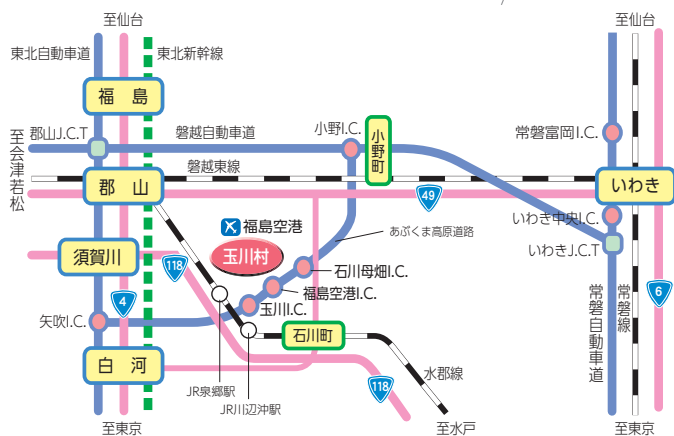 至仙台
至仙台
東北自動車道
東北新幹線
福島
郡山J.C.T
磐越自動車道
小野I.C.
小野町
常磐富岡I.C.
至会津若松
磐越東線
郡山
49
いわき
福島空港
あぶくま高原道路
いわき中央I.C.
須賀川
118
玉川村
いわきJ.C.T
石川母畑I.C.
4
福島空港I.C.
6
玉川I.C.
矢吹I.C.
石川町
常磐自動車道
常磐線
白河
JR泉郷駅
JR川辺沖駅
118
水郡線
至東京
至水戸
至東京